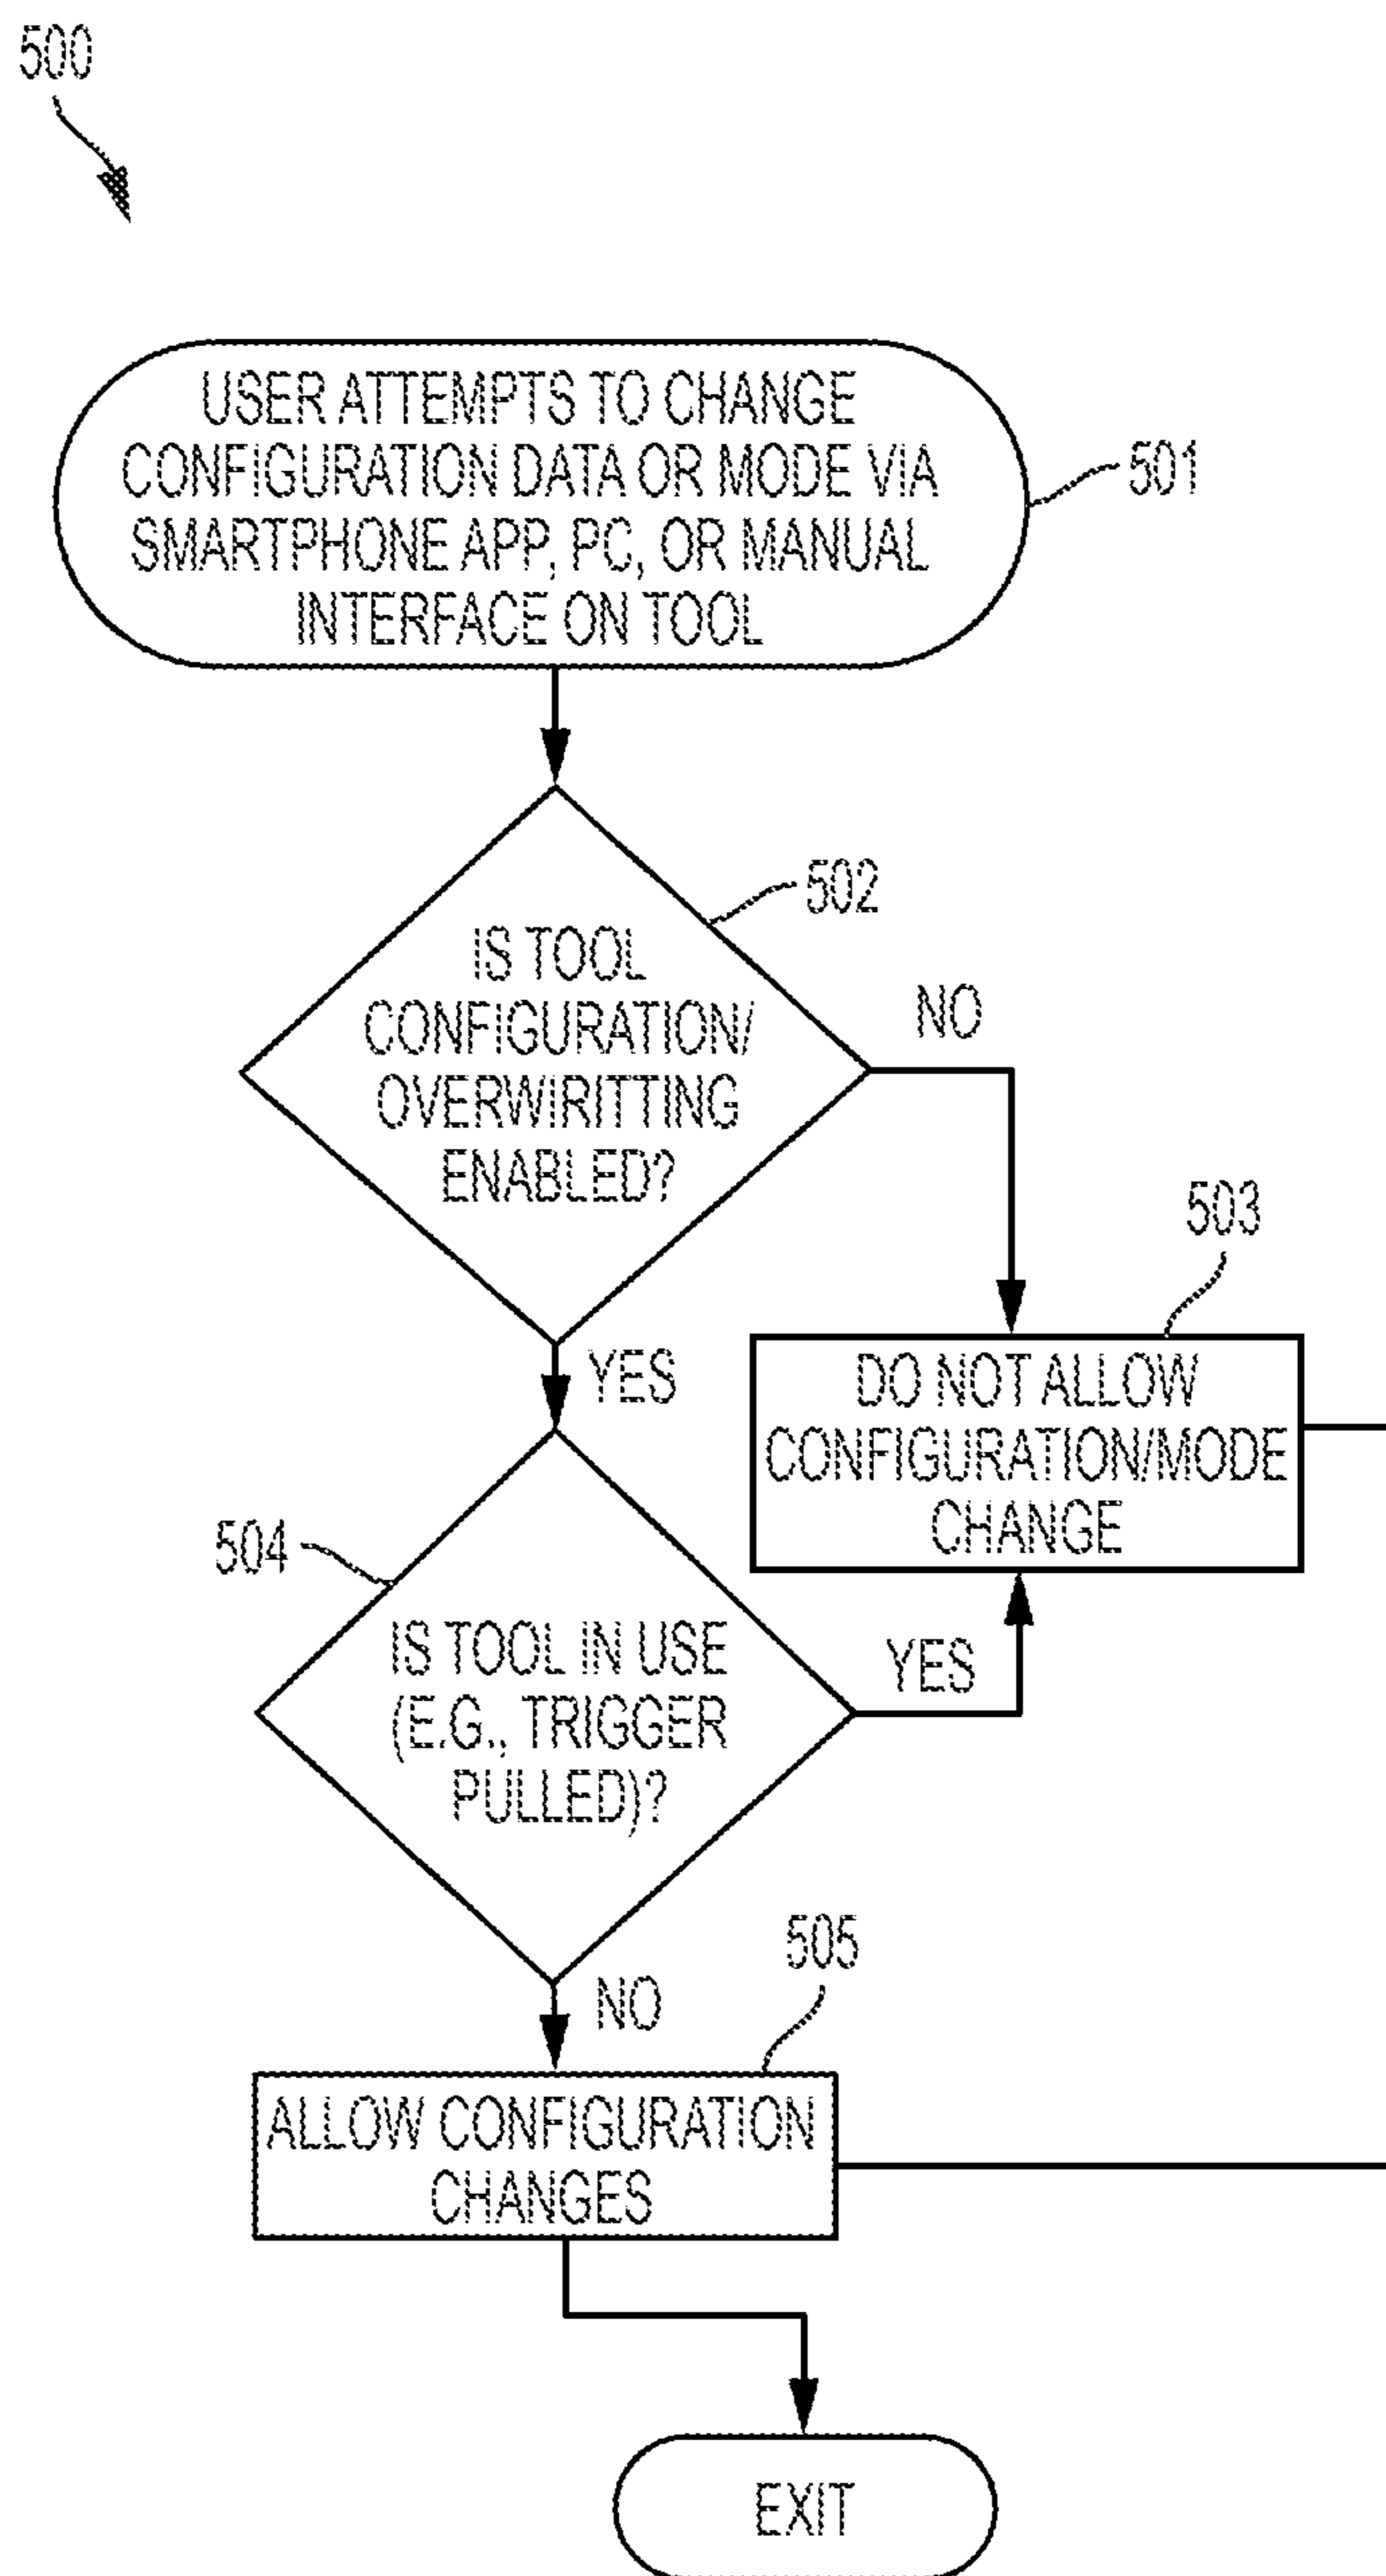 500
USER ATTEMPTS TO CHANGE
CONFIGURATION DATA OR MODE VIA
SMARTPHONE APP, PC, OR MANUAL
INTERFACE ON TOOL
501
502
IS TOOL
CONFIGURATION/
OVERWIRITTING
ENABLED?
NO
503
YES
DO NOT ALLOW
CONFIGURATION/MODE
CHANGE
504
IS TOOL IN USE
(E.G., TRIGGER
PULLED)?
YES
505
NO
ALLOW CONFIGURATION
CHANGES
EXIT